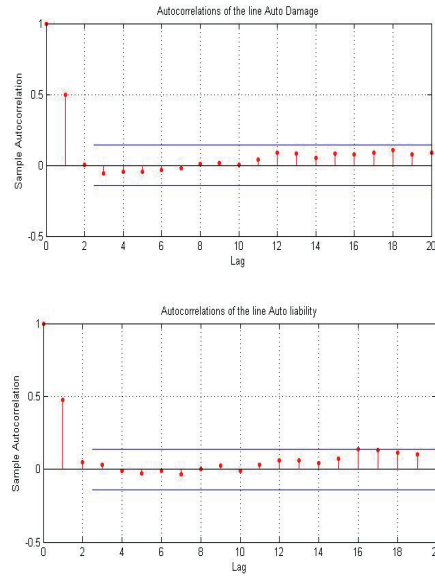 Autocorrelations of the line Auto Damage
1
0.5
0
-0.5
Sample Autocorrelation
0 2 4 6 8 10 12 14 16 18 20
Lag
Autocorrelations of the line Auto liability
1
0.5
0
-0.5
Sample Autocorrelation
0 2 4 6 8 10 12 14 16 18 2
Lag